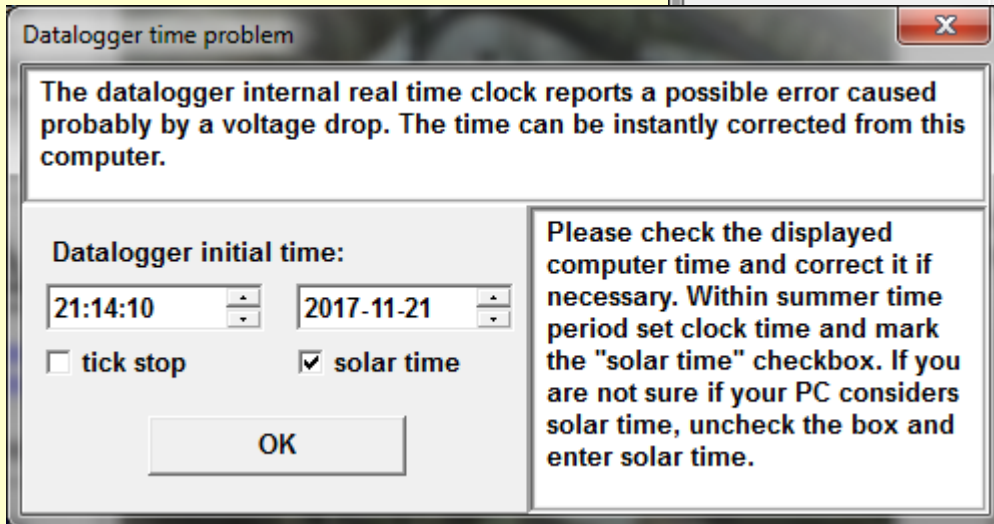 Datalogger time problem
The datalogger internal real time clock reports a possible error caused
probably by a voltage drop. The time can be instantly corrected from this
computer.
Datalogger initial time:
21:14:10
2017-11-21
tick stop
solar time
OK
Please check the displayed
computer time and correct it if
necessary. Within summer time
period set clock time and mark
the "solar time" checkbox. If you
are not sure if your PC considers
solar time, uncheck the box and
enter solar time.